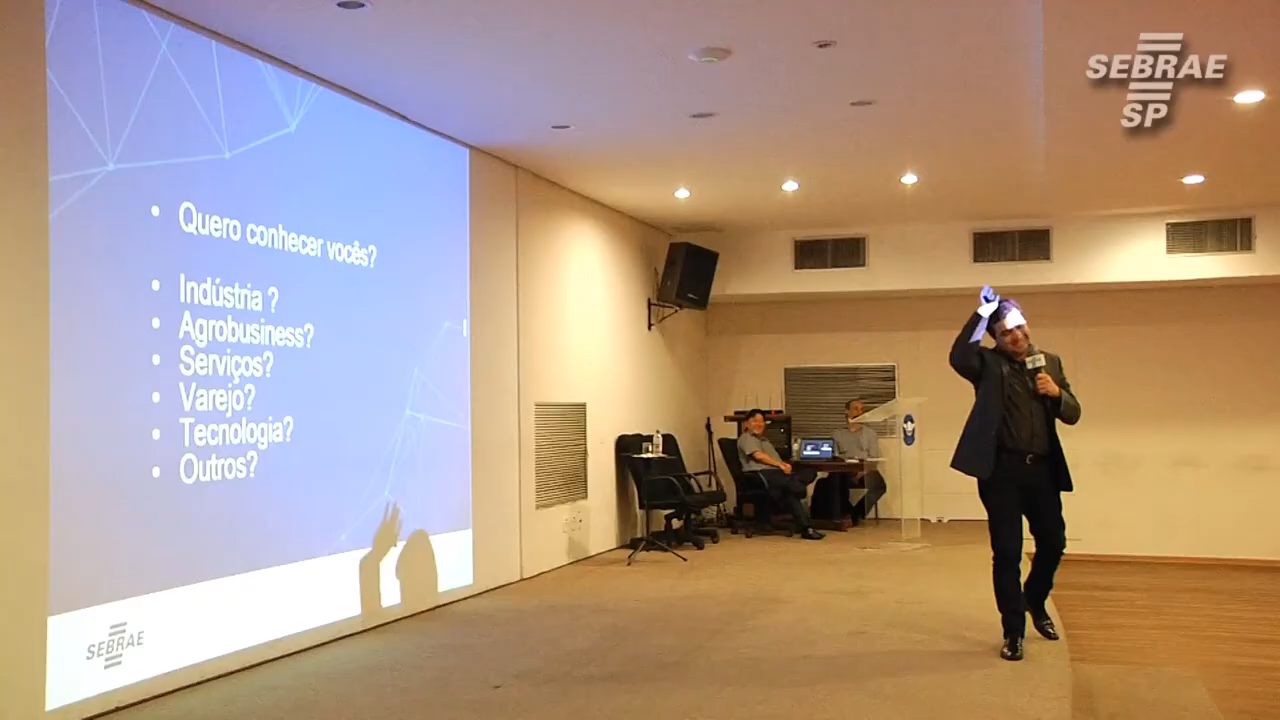 SEBRAE
SP
Quero conhecer vocês?
Indústria ?
Agrobusiness?
Serviços?
Varejo?
Tecnologia?
Outros?
SEBRAE